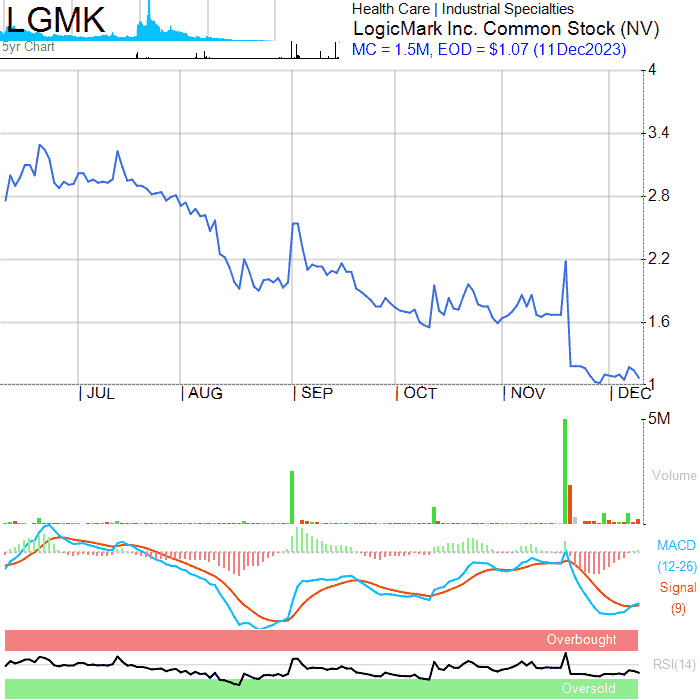 LGMK
5yr Chart
Health Care | Industrial Specialties
LogicMark Inc. Common Stock (NV)
MC = 1.5M, EOD = $1.07 (11Dec2023)
4
3.4
2.8
2.2
1.6
1
| JUL | AUG | SEP | OCT | NOV | DEC
5M
Volume
MACD
(12-26)
Signal
(9)
Overbought
RSI(14)
Oversold